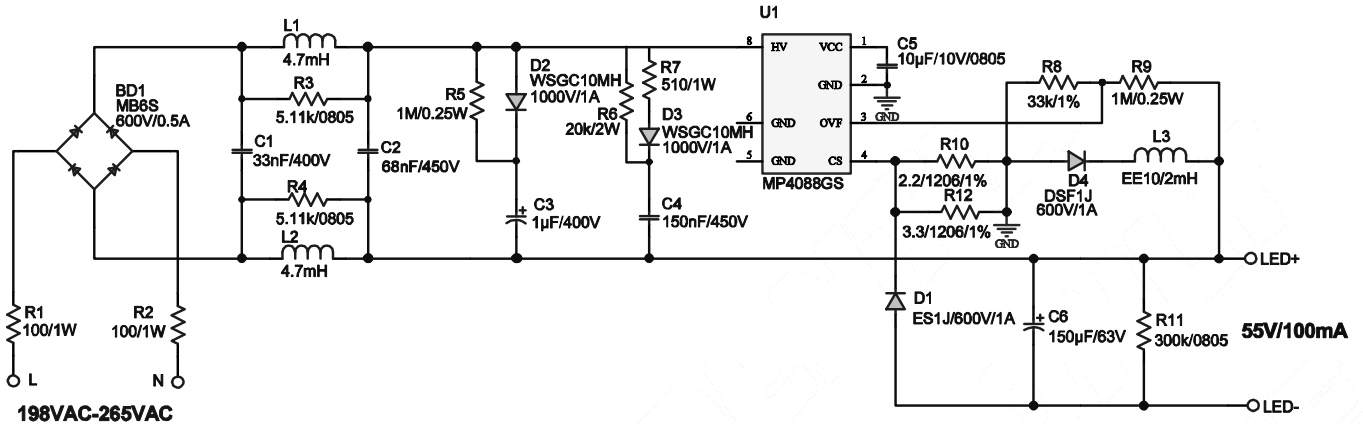 U1
L1
4.7mH
8
HV
VCC
1
C5
10µF/10V/0805
GND
2
GND
BD1
MB6S
600V/0.5A
R3
5.11k/0805
R5
1M/0.25W
D2
WSGC10MH
1000V/1A
R6
20k/2W
R7
510/1W
D3
WSGC10MH
1000V/1A
6
GND
OVF
3
5
GND
CS
4
MP4088GS
R8
33k/1%
R9
1M/0.25W
C1
33nF/400V
C2
68nF/450V
R10
2.2/1206/1%
D4
DSF1J
600V/1A
L3
EE10/2mH
R4
5.11k/0805
C3
+
1µF/400V
C4
150nF/450V
R12
3.3/1206/1%
GND
L2
4.7mH
LED+
R1
100/1W
R2
100/1W
D1
ES1J/600V/1A
+
C6
150µF/63V
R11
300k/0805
55V/100mA
L
N
LED-
198VAC-265VAC